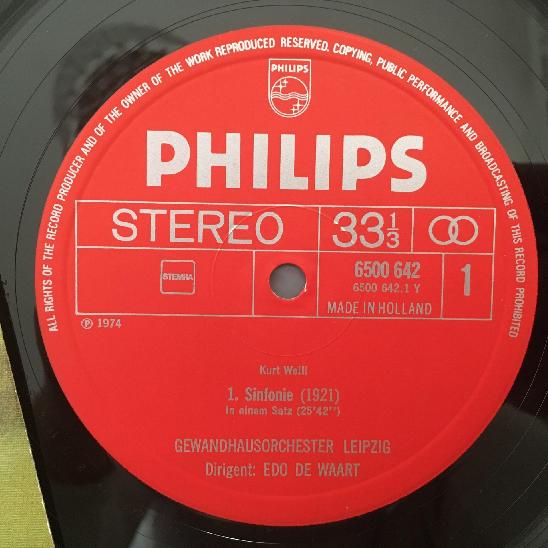 ALL RIGHTS OF THE RECORD PRODUCER AND OF THE OWNER OF THE WORK REPRODUCED RESERVED. COPYING, PUBLIC PERFORMANCE AND BROADCASTING OF THIS RECORD PROHIBITED
PHILIPS
PHILIPS
STEREO
33 1/3
STEMRA
6500 642
6500 642.1 Y
1
MADE IN HOLLAND
℗ 1974
Kurt Weill
1. Sinfonie (1921)
in einem Satz (25'42'')
GEWANDHAUSORCHESTER LEIPZIG
Dirigent: EDO DE WAART